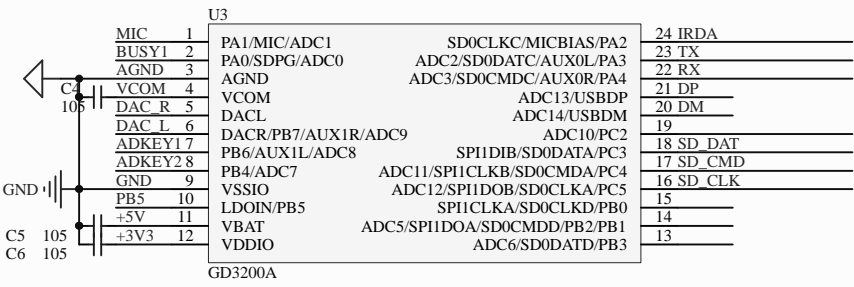 U3
MIC 1 PA1/MIC/ADC1 SD0CLKC/MICBIAS/PA2 24 IRDA
BUSY1 2 PA0/SDPG/ADC0 ADC2/SD0DATC/AUX0L/PA3 23 TX
AGND 3 AGND ADC3/SD0CMDC/AUX0R/PA4 22 RX
C4 VCOM 4 VCOM ADC13/USBDP 21 DP
105 DAC_R 5 DACL ADC14/USBDM 20 DM
DAC_L 6 DACR/PB7/AUX1R/ADC9 ADC10/PC2 19
ADKEY1 7 PB6/AUX1L/ADC8 SPI1DIB/SD0DATA/PC3 18 SD_DAT
ADKEY2 8 PB4/ADC7 ADC11/SPI1CLKB/SD0CMDA/PC4 17 SD_CMD
GND GND 9 VSSIO ADC12/SPI1DOB/SD0CLKA/PC5 16 SD_CLK
PB5 10 LDOIN/PB5 SPI1CLKA/SD0CLKD/PB0 15
+5V 11 VBAT ADC5/SPI1DOA/SD0CMDD/PB2/PB1 14
C5 105 +3V3 12 VDDIO ADC6/SD0DATD/PB3 13
C6 105
GD3200A